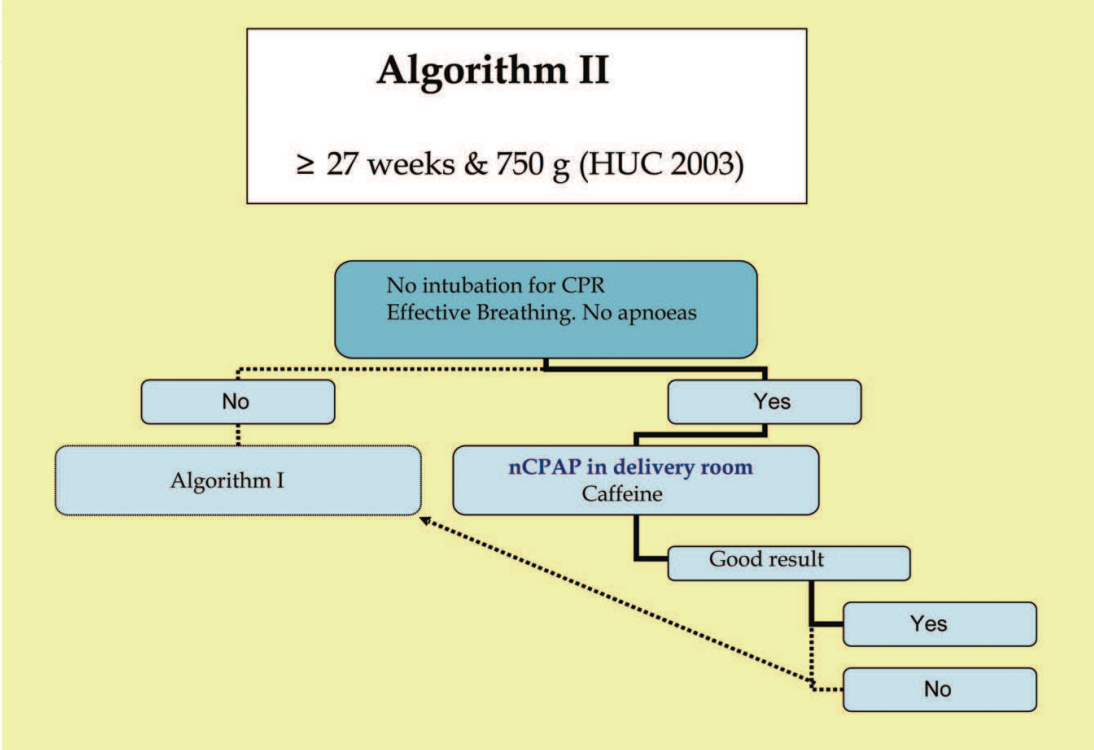 Algorithm II
≥ 27 weeks & 750 g (HUC 2003)
No intubation for CPR
Effective Breathing. No apnoeas
No
Yes
Algorithm I
nCPAP in delivery room
Caffeine
Good result
Yes
No